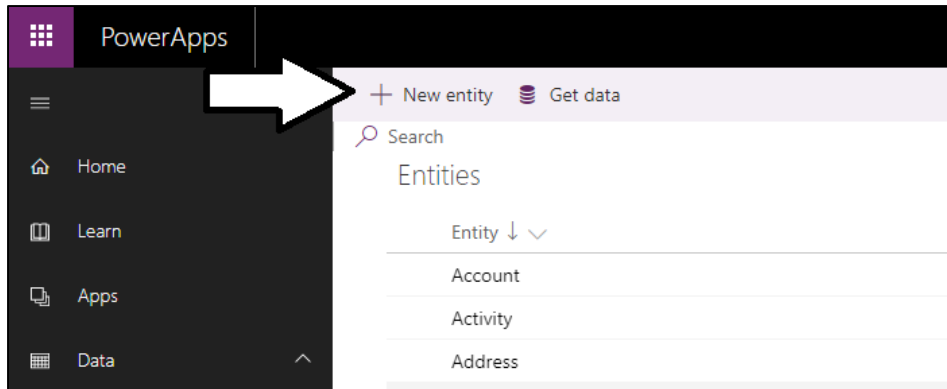 PowerApps
New entity Get data
Search
Entities
Home
Learn
Apps
Data
Entity
Account
Activity
Address